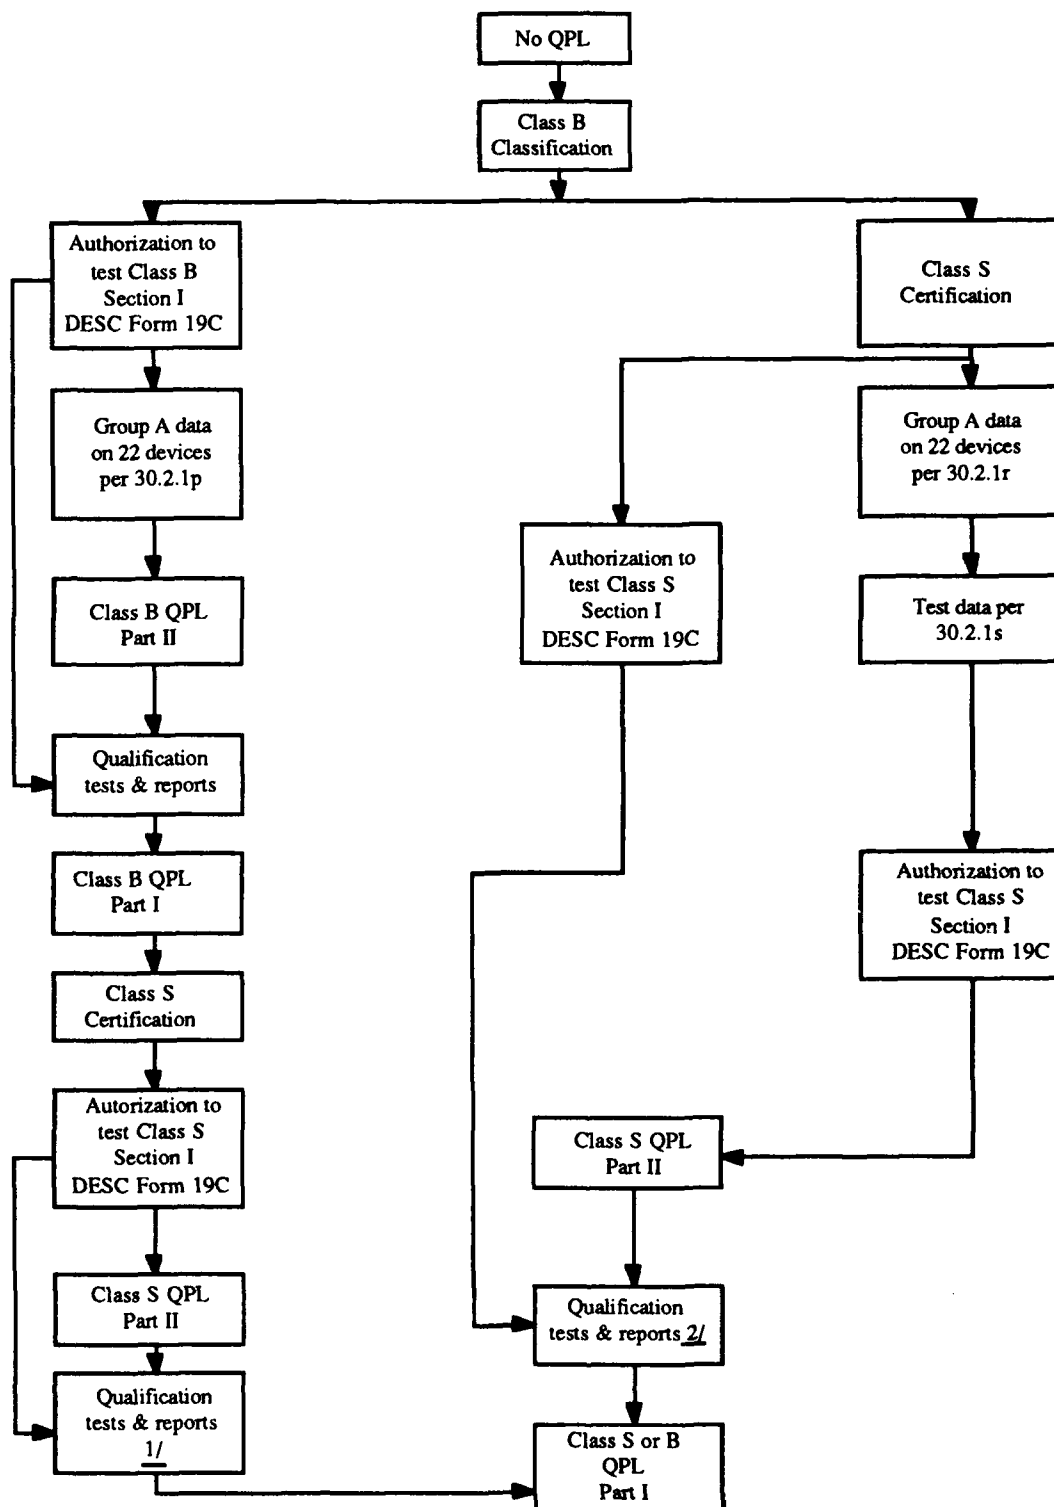 No QPL
Class B
Classification
Authorization to
test Class B
Section I
DESC Form 19C
Group A data
on 22 devices
per 30.2.1p
Class B QPL
Part II
Qualification
tests & reports
Class B QPL
Part I
Class S
Certification
Autorization to
test Class S
Section I
DESC Form 19C
Class S QPL
Part II
Qualification
tests & reports
1/
Class S
Certification
Group A data
on 22 devices
per 30.2.1r
Test data per
30.2.1s
Authorization to
test Class S
Section I
DESC Form 19C
Authorization to
test Class S
Section I
DESC Form 19C
Class S QPL
Part II
Qualification
tests & reports 2/
Class S or B
QPL
Part I